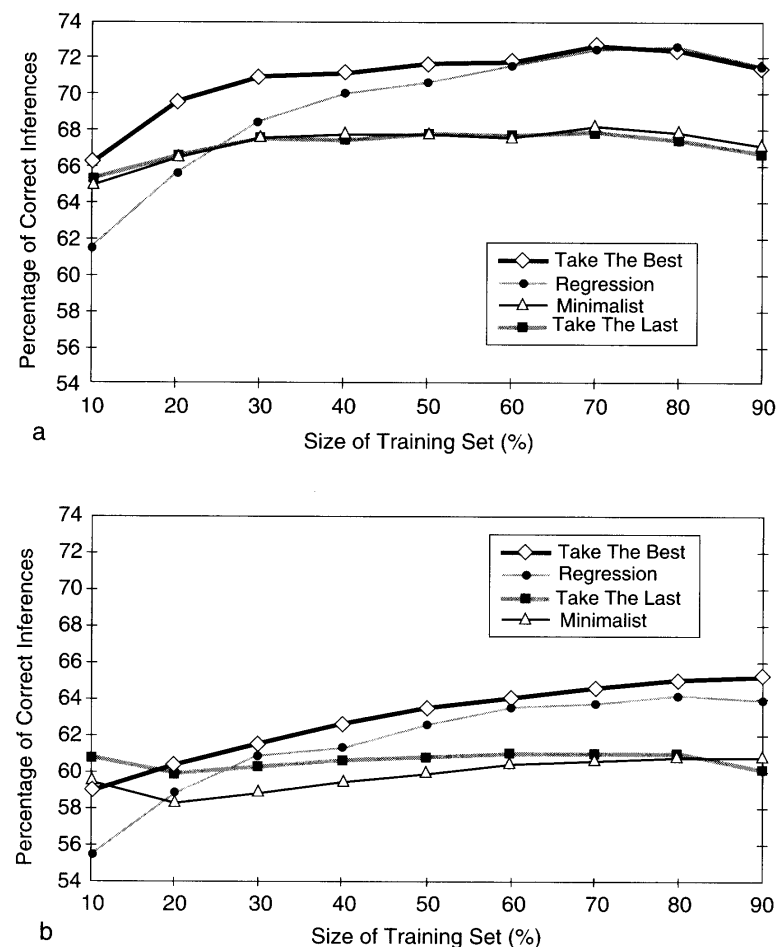 74
72
70
68
66
64
62
60
58
56
54
Percentage of Correct Inferences
Take The Best
Regression
Minimalist
Take The Last
10 20 30 40 50 60 70 80 90
Size of Training Set (%)
a
74
72
70
68
66
64
62
60
58
56
54
Percentage of Correct Inferences
Take The Best
Regression
Take The Last
Minimalist
10 20 30 40 50 60 70 80 90
Size of Training Set (%)
b